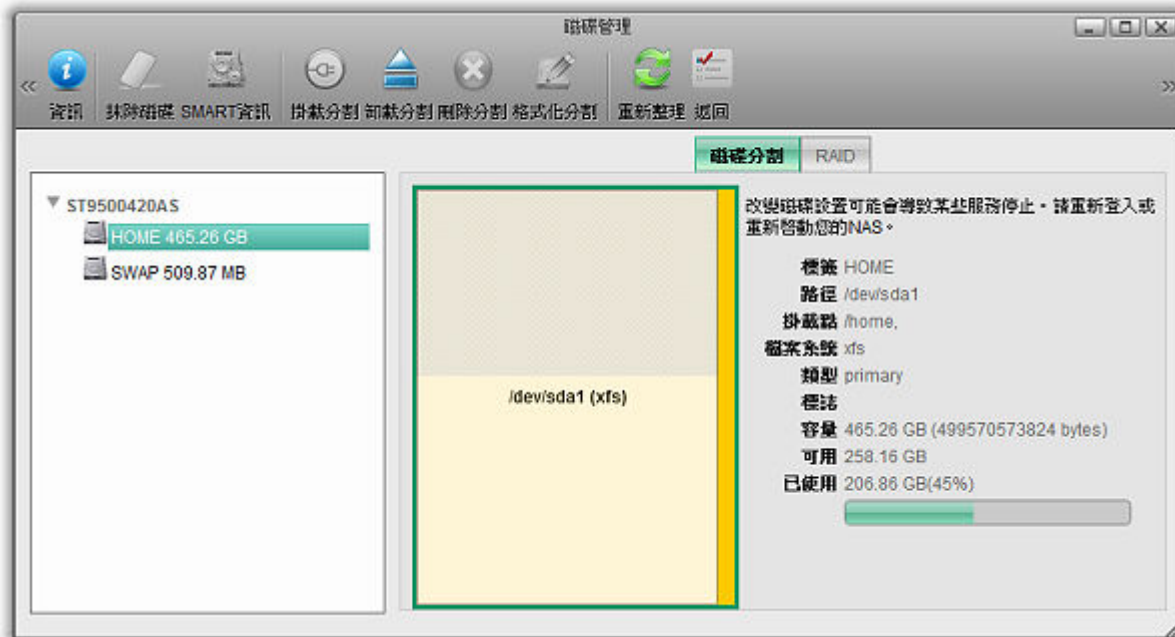 磁碟管理
資訊 抹除磁碟 SMART資訊 掛載分割 卸載分割 刪除分割 格式化分割 重新整理 返回
磁碟分割 RAID
ST9500420AS
HOME 465.26 GB
SWAP 509.87 MB
/dev/sda1 (xfs)
改變磁碟設置可能會導致某些服務停止。請重新登入或
重新啓動您的NAS。
標籤 HOME
路徑 /dev/sda1
掛載點 /home,
檔案系統 xfs
類型 primary
標誌
容量 465.26 GB (499570573824 bytes)
可用 258.16 GB
已使用 206.86 GB(45%)